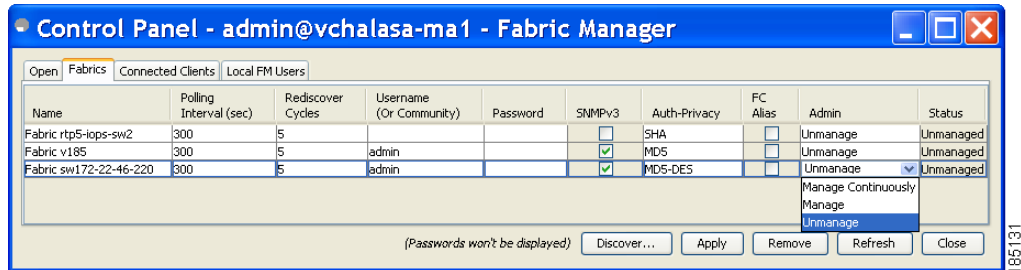 Control Panel - admin@vchalasa-ma1 - Fabric Manager
Open Fabrics Connected Clients Local FM Users
Name Polling Interval (sec) Rediscover Cycles Username (Or Community) Password SNMPv3 Auth-Privacy FC Alias Admin Status
Fabric rtp5-iops-sw2 300 5 SHA Unmanage Unmanaged
Fabric v185 300 5 admin MD5 Unmanage Unmanaged
Fabric sw172-22-46-220 300 5 admin MD5-DES Unmanage Unmanaged
Manage Continuously
Manage
Unmanage
(Passwords won't be displayed) Discover... Apply Remove Refresh Close
185131